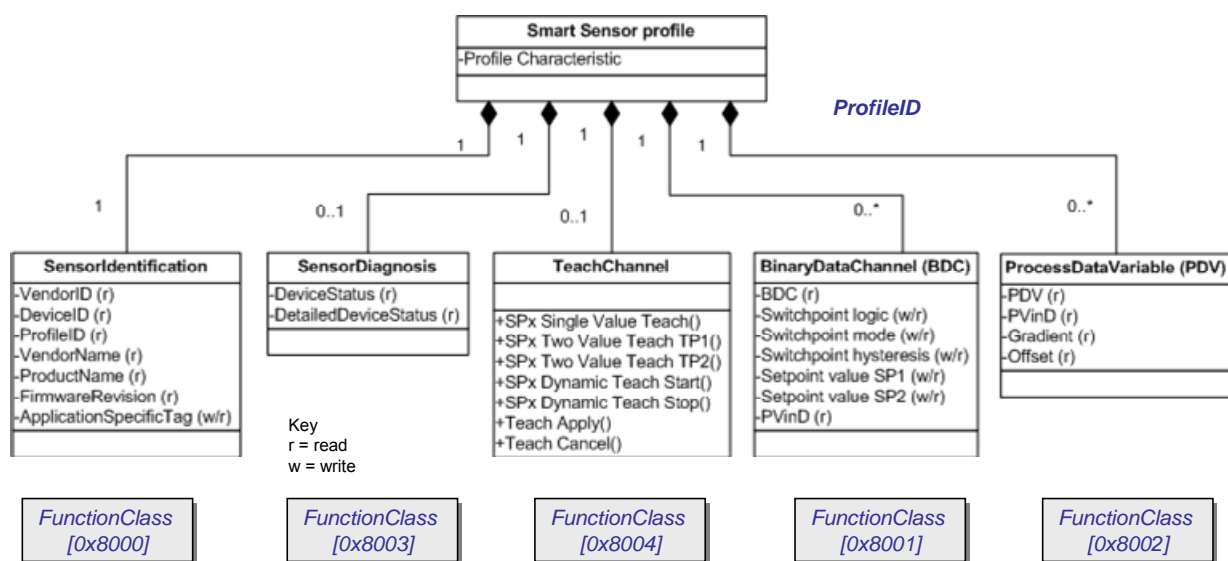 Smart Sensor profile
-Profile Characteristic
ProfileID
1
1
1
1
1
1
0..1
0..1
0..*
0..*
SensorIdentification
-VendorID (r)
-DeviceID (r)
-ProfileID (r)
-VendorName (r)
-ProductName (r)
-FirmwareRevision (r)
-ApplicationSpecificTag (w/r)
SensorDiagnosis
-DeviceStatus (r)
-DetailedDeviceStatus (r)
TeachChannel
+SPx Single Value Teach()
+SPx Two Value Teach TP1()
+SPx Two Value Teach TP2()
+SPx Dynamic Teach Start()
+SPx Dynamic Teach Stop()
+Teach Apply()
+Teach Cancel()
BinaryDataChannel (BDC)
-BDC (r)
-Switchpoint logic (w/r)
-Switchpoint mode (w/r)
-Switchpoint hysteresis (w/r)
-Setpoint value SP1 (w/r)
-Setpoint value SP2 (w/r)
-PVinD (r)
ProcessDataVariable (PDV)
-PDV (r)
-PVinD (r)
-Gradient (r)
-Offset (r)
Key
r = read
w = write
FunctionClass
[0x8000]
FunctionClass
[0x8003]
FunctionClass
[0x8004]
FunctionClass
[0x8001]
FunctionClass
[0x8002]